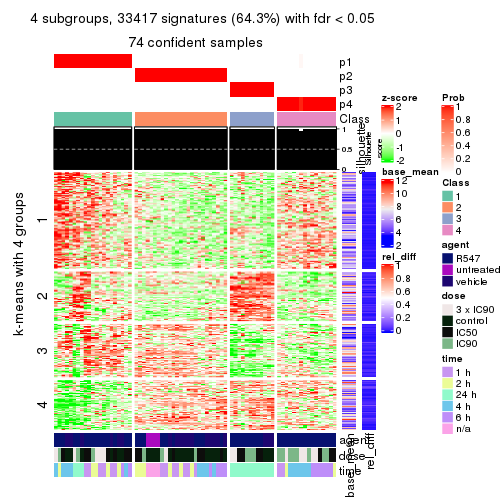 4 subgroups, 33417 signatures (64.3%) with fdr < 0.05
74 confident samples
p1
p2
p3
p4
Class
1
0.5
0
Silhouette
score
silhouette
k-means with 4 groups
1
2
3
4
agent
dose
time
base_mean
rel_diff
z-score
2
1
0
-1
-2
base_mean
12
10
8
6
4
2
rel_diff
1
0.8
0.6
0.4
0.2
0
Prob
1
0.8
0.6
0.4
0.2
0
Class
1
2
3
4
agent
R547
untreated
vehicle
dose
3 x IC90
control
IC50
IC90
time
1 h
2 h
24 h
4 h
6 h
n/a